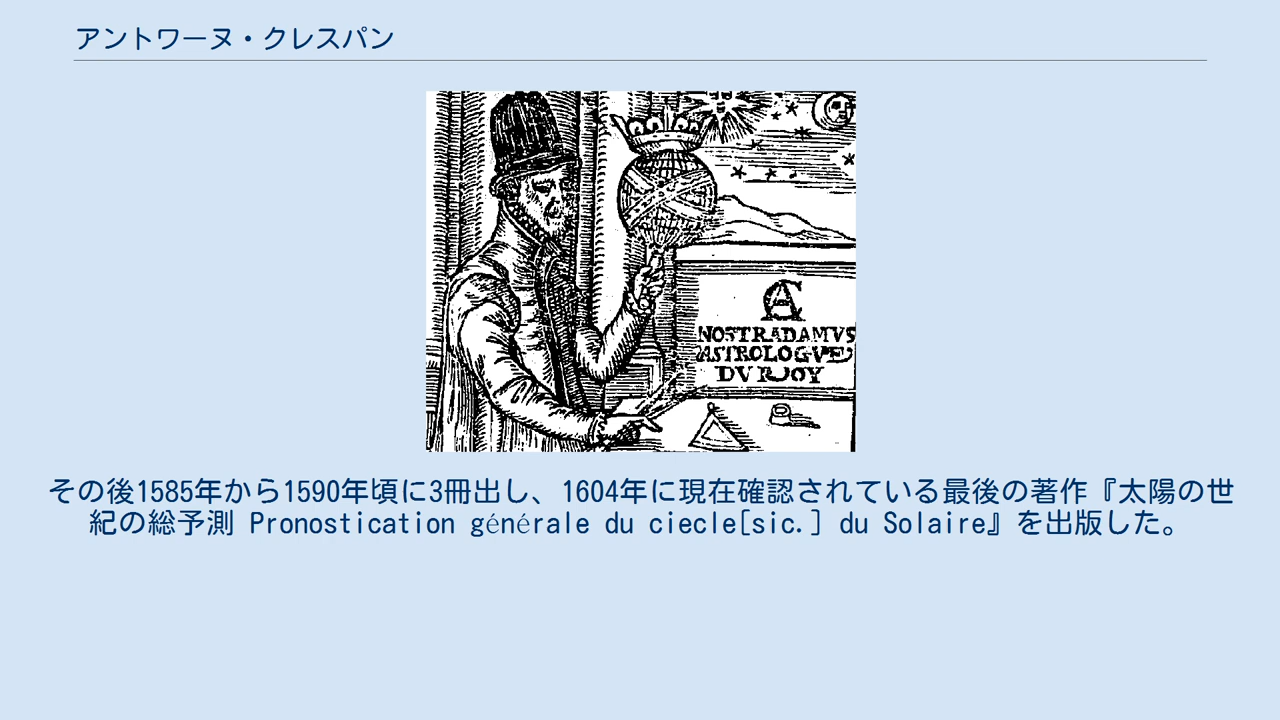 アントワーヌ・クレスパン
CA
NOSTRADAMVS
ASTROLOGVE
DV ROY
その後1585年から1590年頃に3冊出し、1604年に現在確認されている最後の著作『太陽の世
紀の総予測 Pronostication générale du ciecle[sic.] du Solaire』を出版した。